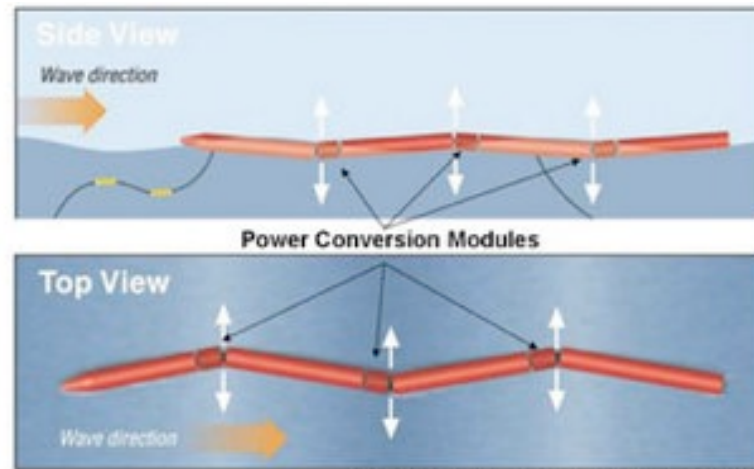 Side View
Wave direction
Power Conversion Modules
Top View
Wave direction